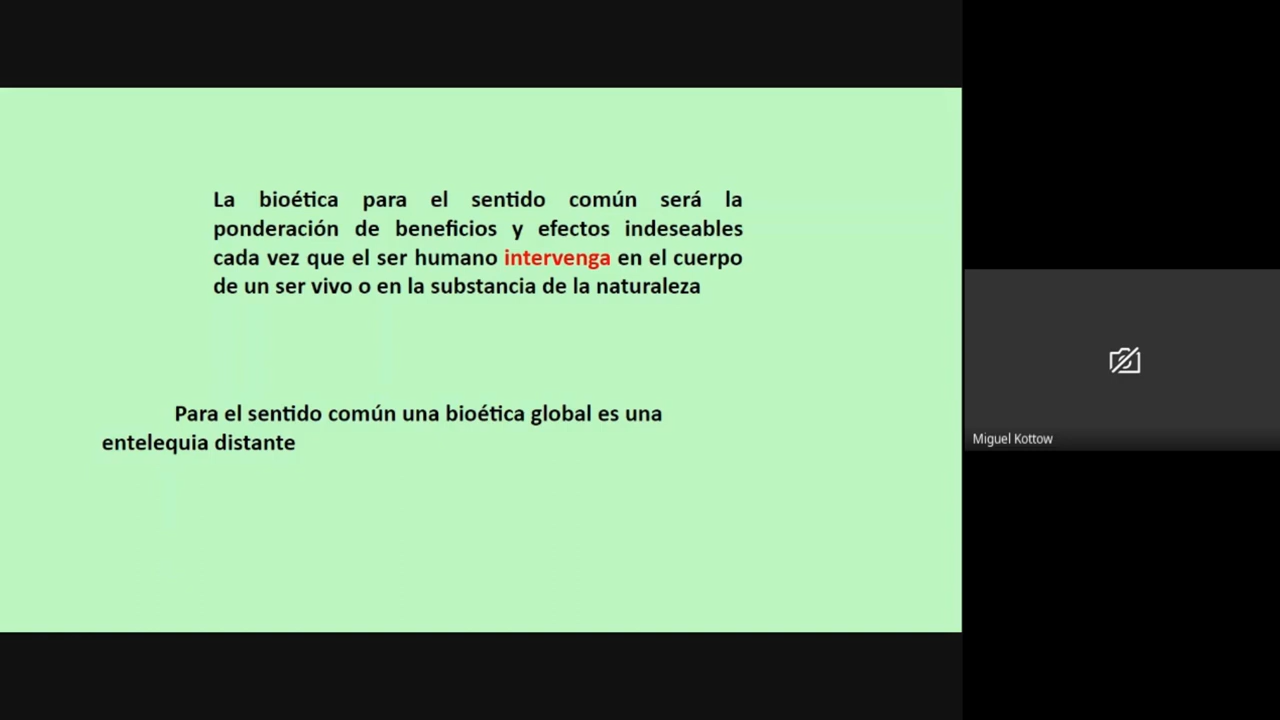 La bioética para el sentido común será la
ponderación de beneficios y efectos indeseables
cada vez que el ser humano intervenga en el cuerpo
de un ser vivo o en la substancia de la naturaleza
Para el sentido común una bioética global es una
entelequia distante
Miguel Kottow